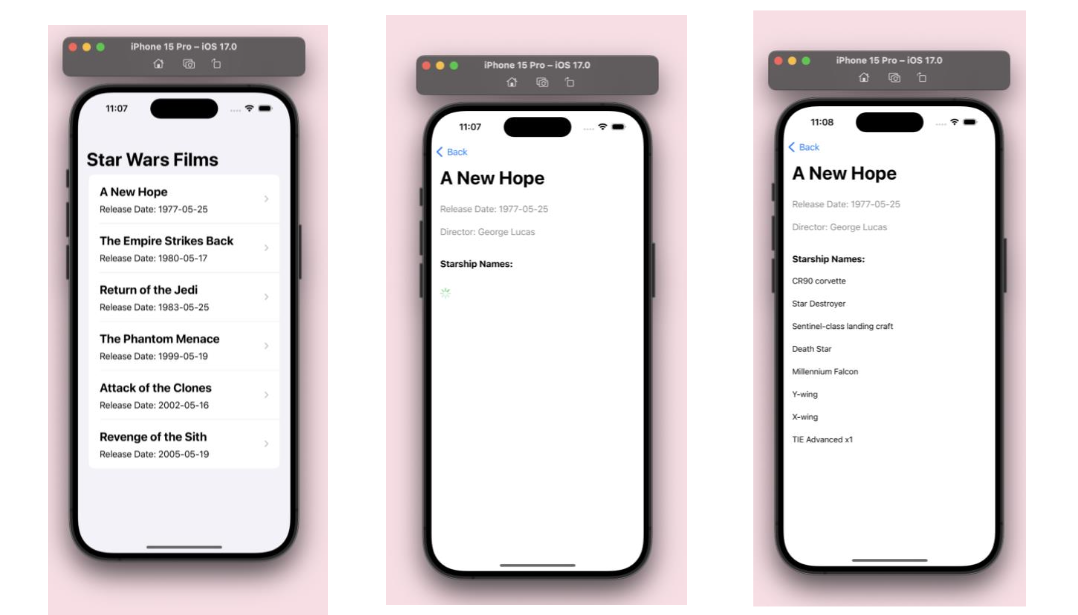 iPhone 15 Pro – iOS 17.0
11:07
Star Wars Films
A New Hope
Release Date: 1977-05-25
The Empire Strikes Back
Release Date: 1980-05-17
Return of the Jedi
Release Date: 1983-05-25
The Phantom Menace
Release Date: 1999-05-19
Attack of the Clones
Release Date: 2002-05-16
Revenge of the Sith
Release Date: 2005-05-19
iPhone 15 Pro – iOS 17.0
11:07
Back
A New Hope
Release Date: 1977-05-25
Director: George Lucas
Starship Names:
iPhone 15 Pro – iOS 17.0
11:08
Back
A New Hope
Release Date: 1977-05-25
Director: George Lucas
Starship Names:
CR90 corvette
Star Destroyer
Sentinel-class landing craft
Death Star
Millennium Falcon
Y-wing
X-wing
TIE Advanced x1